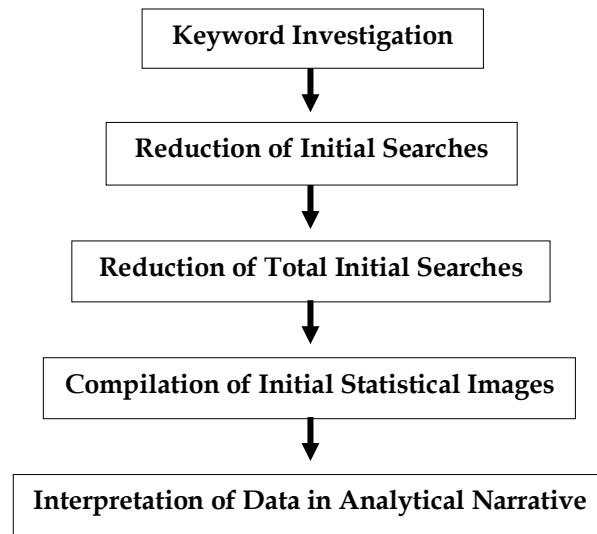 Keyword Investigation
Reduction of Initial Searches
Reduction of Total Initial Searches
Compilation of Initial Statistical Images
Interpretation of Data in Analytical Narrative